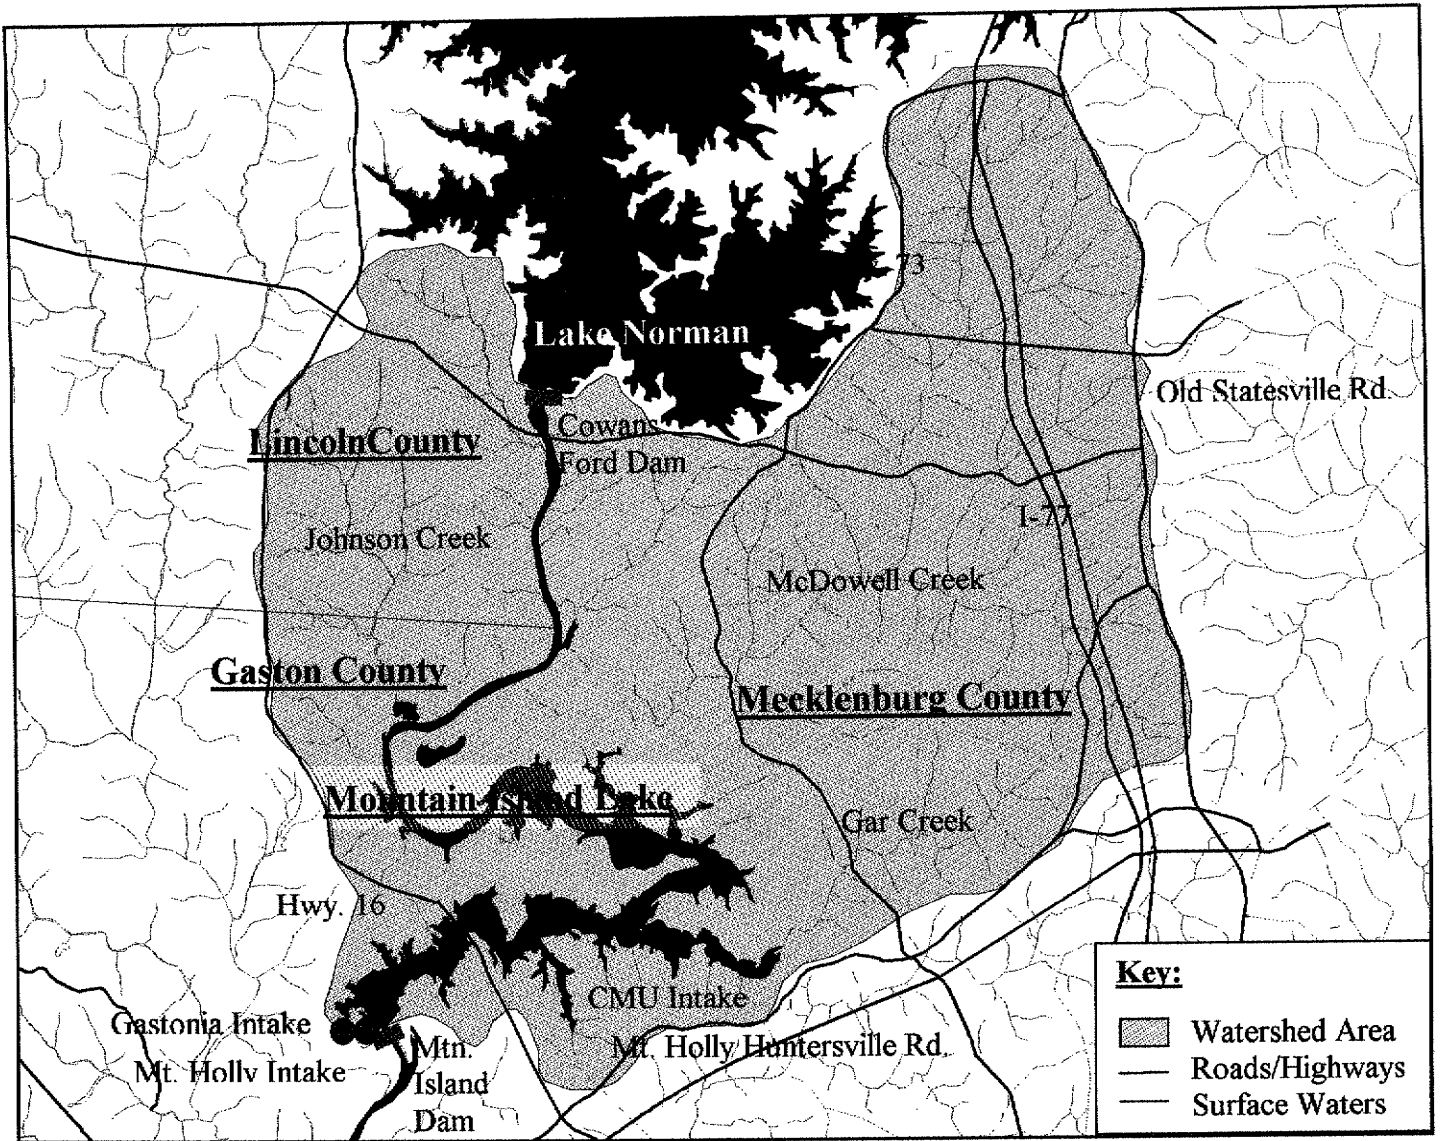 73
Lake Norman
Old Statesville Rd.
Cowans
Ford Dam
LincolnCounty
I-77
Johnson Creek
McDowell Creek
Gaston County
Mecklenburg County
Mountain Island Lake
Gar Creek
Hwy. 16
CMU Intake
Gastonia Intake
Mt. Holly Huntersville Rd.
Mt. Holly Intake
Mtn.
Island
Dam
Key:
Watershed Area
Roads/Highways
Surface Waters